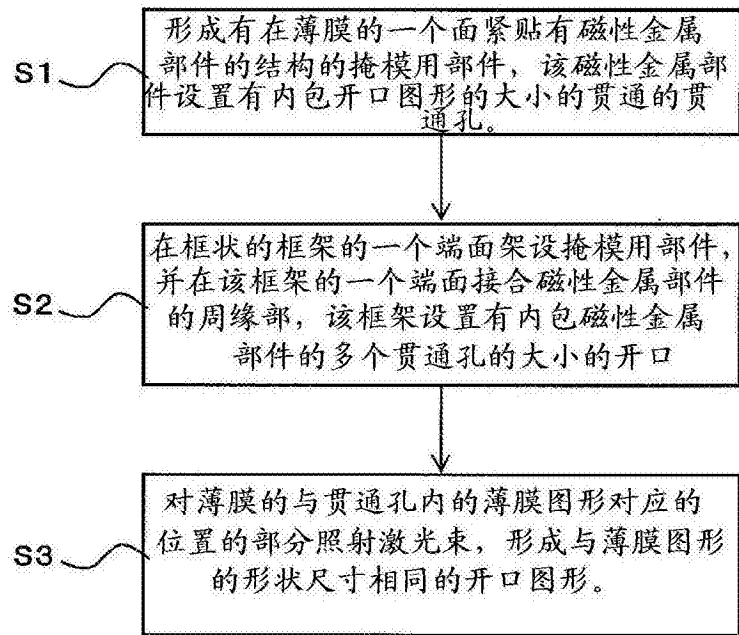 S1
形成有在薄膜的一个面紧贴有磁性金属
部件的结构的掩模用部件，该磁性金属部
件设置有内包开口图形的大小的贯通的贯
通孔。
S2
在框状的框架的一个端面架设掩模用部件，
并在该框架的一个端面接合磁性金属部件
的周缘部，该框架设置有内包磁性金属
部件的多个贯通孔的大小的开口
S3
对薄膜的与贯通孔内的薄膜图形对应的
位置的部分照射激光束，形成与薄膜图形
的形状尺寸相同的开口图形。